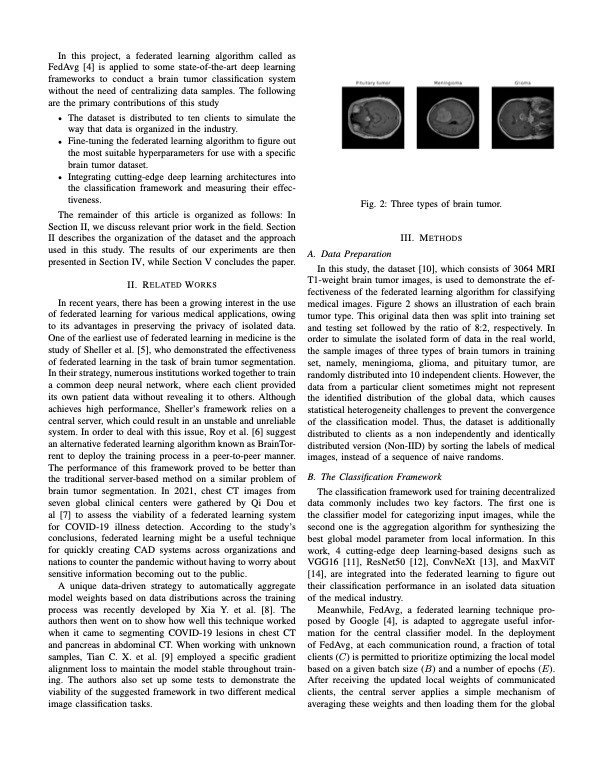 In this project, a federated learning algorithm called as
FedAvg [4] is applied to some state-of-the-art deep learning
frameworks to conduct a brain tumor classification system
without the need of centralizing data samples. The following
are the primary contributions of this study
• The dataset is distributed to ten clients to simulate the
way that data is organized in the industry.
• Fine-tuning the federated learning algorithm to figure out
the most suitable hyperparameters for use with a specific
brain tumor dataset.
• Integrating cutting-edge deep learning architectures into
the classification framework and measuring their effec-
tiveness.
The remainder of this article is organized as follows: In
Section II, we discuss relevant prior work in the field. Section
II describes the organization of the dataset and the approach
used in this study. The results of our experiments are then
presented in Section IV, while Section V concludes the paper.
II. RELATED WORKS
In recent years, there has been a growing interest in the use
of federated learning for various medical applications, owing
to its advantages in preserving the privacy of isolated data.
One of the earliest use of federated learning in medicine is the
study of Sheller et al. [5], who demonstrated the effectiveness
of federated learning in the task of brain tumor segmentation.
In their strategy, numerous institutions worked together to train
a common deep neural network, where each client provided
its own patient data without revealing it to others. Although
achieves high performance, Sheller's framework relies on a
central server, which could result in an unstable and unreliable
system. In order to deal with this issue, Roy et al. [6] suggest
an alternative federated learning algorithm known as BrainTor-
rent to deploy the training process in a peer-to-peer manner.
The performance of this framework proved to be better than
the traditional server-based method on a similar problem of
brain tumor segmentation. In 2021, chest CT images from
seven global clinical centers were gathered by Qi Dou et
al [7] to assess the viability of a federated learning system
for COVID-19 illness detection. According to the study's
conclusions, federated learning might be a useful technique
for quickly creating CAD systems across organizations and
nations to counter the pandemic without having to worry about
sensitive information becoming out to the public.
A unique data-driven strategy to automatically aggregate
model weights based on data distributions across the training
process was recently developed by Xia Y. et al. [8]. The
authors then went on to show how well this technique worked
when it came to segmenting COVID-19 lesions in chest CT
and pancreas in abdominal CT. When working with unknown
samples, Tian C. X. et al. [9] employed a specific gradient
alignment loss to maintain the model stable throughout train-
ing. The authors also set up some tests to demonstrate the
viability of the suggested framework in two different medical
image classification tasks.
Pituitary tumor Meningioma Glioma
Fig. 2: Three types of brain tumor.
III. METHODS
A. Data Preparation
In this study, the dataset [10], which consists of 3064 MRI
T1-weight brain tumor images, is used to demonstrate the ef-
fectiveness of the federated learning algorithm for classifying
medical images. Figure 2 shows an illustration of each brain
tumor type. This original data then was split into training set
and testing set followed by the ratio of 8:2, respectively. In
order to simulate the isolated form of data in the real world,
the sample images of three types of brain tumors in training
set, namely, meningioma, glioma, and pituitary tumor, are
randomly distributed into 10 independent clients. However, the
data from a particular client sometimes might not represent
the identified distribution of the global data, which causes
statistical heterogeneity challenges to prevent the convergence
of the classification model. Thus, the dataset is additionally
distributed to clients as a non independently and identically
distributed version (Non-IID) by sorting the labels of medical
images, instead of a sequence of naive randoms.
B. The Classification Framework
The classification framework used for training decentralized
data commonly includes two key factors. The first one is
the classifier model for categorizing input images, while the
second one is the aggregation algorithm for synthesizing the
best global model parameter from local information. In this
work, 4 cutting-edge deep learning-based designs such as
VGG16 [11], ResNet50 [12], ConvNeXt [13], and MaxViT
[14], are integrated into the federated learning to figure out
their classification performance in an isolated data situation
of the medical industry.
Meanwhile, FedAvg, a federated learning technique pro-
posed by Google [4], is adapted to aggregate useful infor-
mation for the central classifier model. In the deployment
of FedAvg, at each communication round, a fraction of total
clients (C) is permitted to prioritize optimizing the local model
based on a given batch size (B) and a number of epochs (E).
After receiving the updated local weights of communicated
clients, the central server applies a simple mechanism of
averaging these weights and then loading them for the global